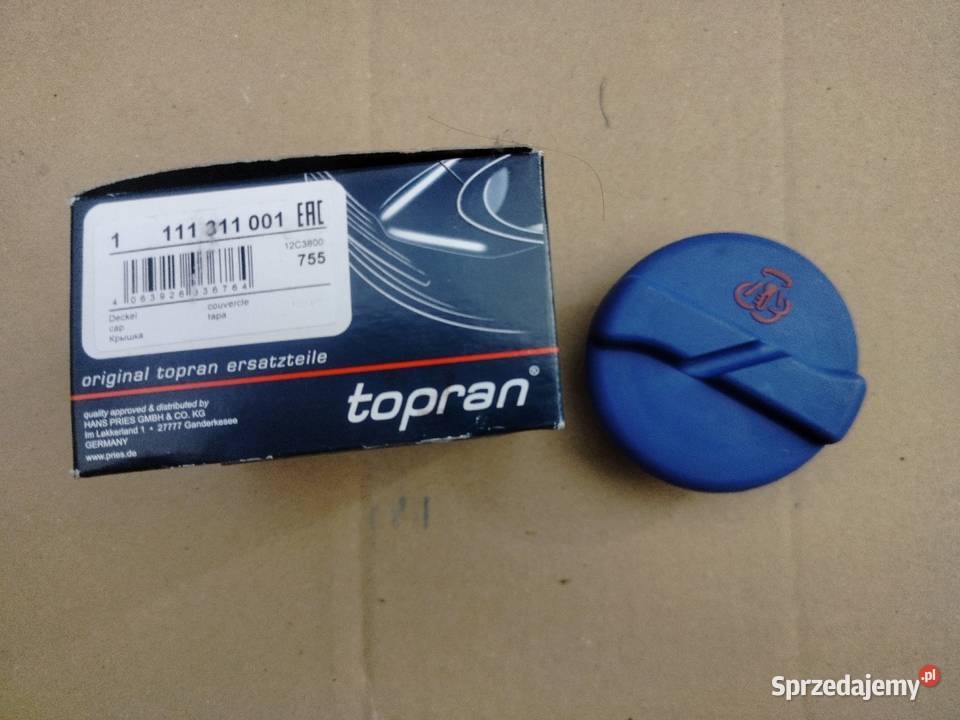 1 111 311 001 EAC
12C3800
755
4 063926 336764
Deckel couvercle
cap tapa
Крышка
original topran ersatzteile
topran®
quality approved & distributed by
HANS PRIES GMBH & CO. KG
Im Lekkerland 1 • 27777 Ganderkesee
GERMANY
www.pries.de
Sprzedajemy.pl